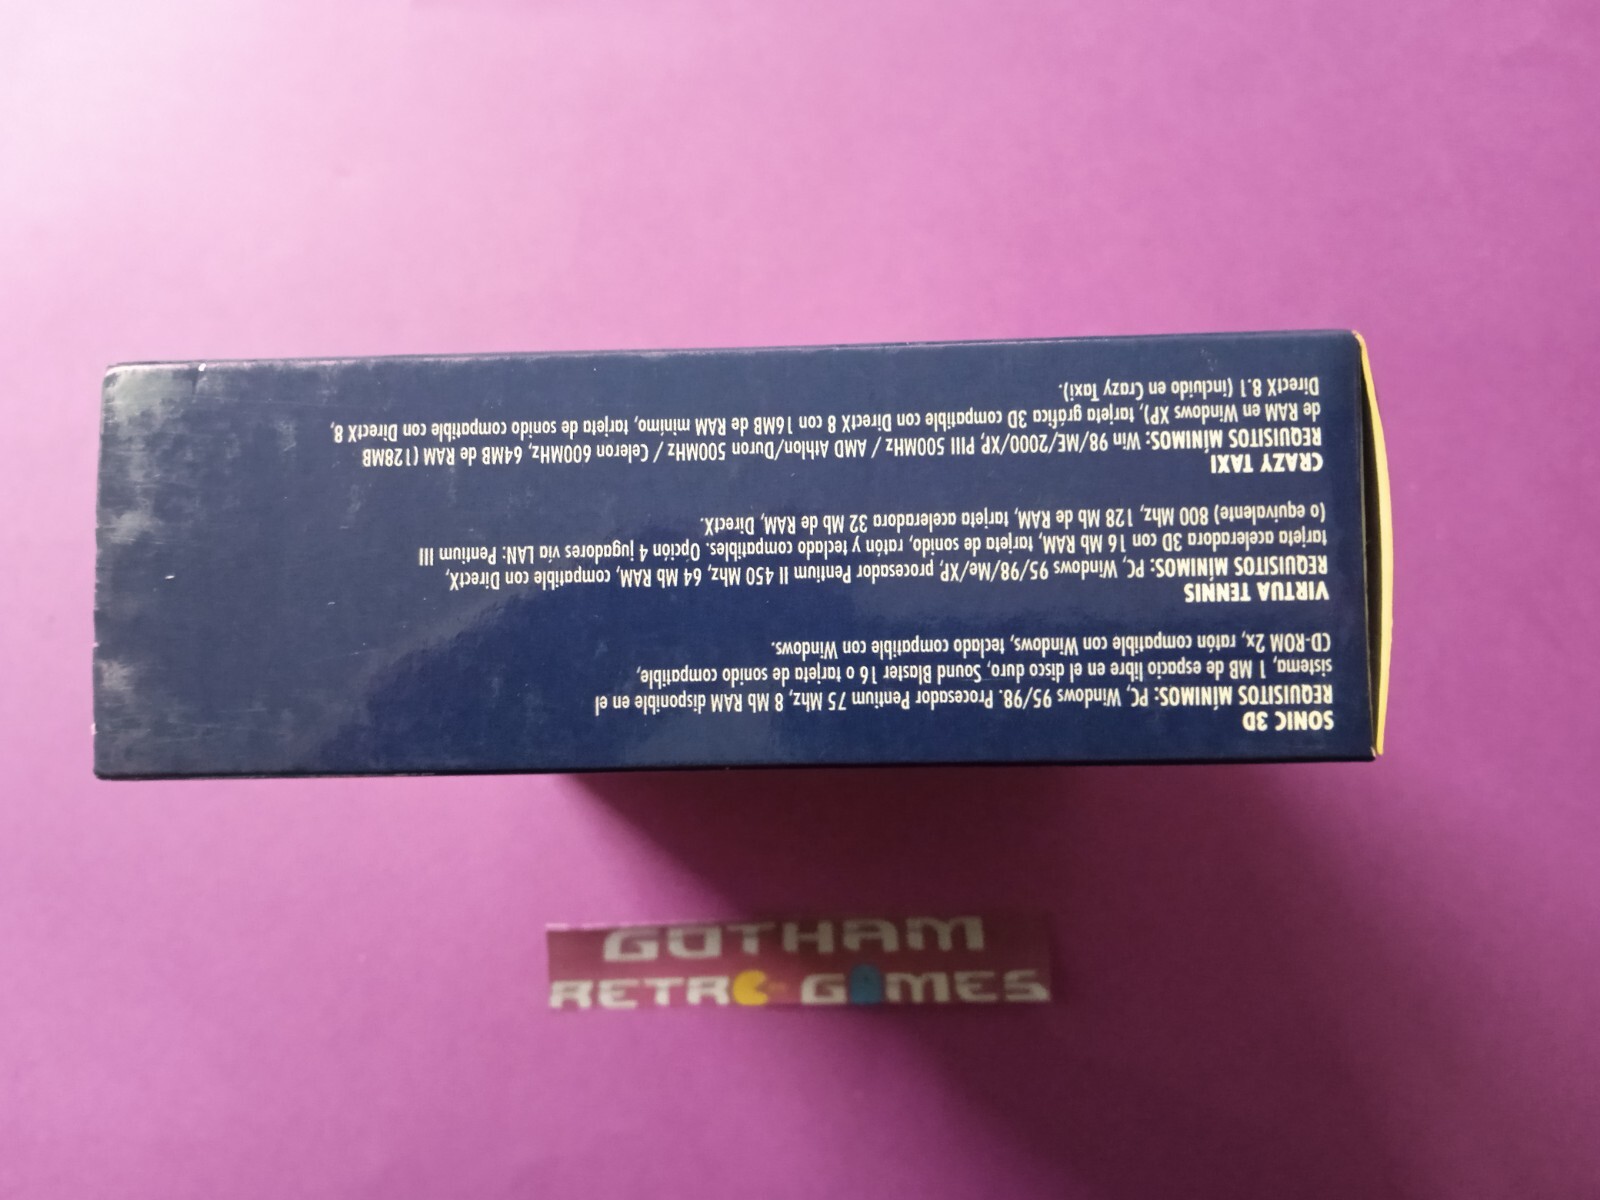 SONIC 3D
REQUISITOS MÍNIMOS: PC, Windows 95/98. Procesador Pentium 75 Mhz, 8 Mb RAM disponible en el
sistema, 1 MB de espacio libre en el disco duro, Sound Blaster 16 o tarjeta de sonido compatible,
CD-ROM 2x, ratón compatible con Windows, teclado compatible con Windows.
VIRTUA TENNIS
REQUISITOS MÍNIMOS: PC, Windows 95/98/Me/XP, procesador Pentium II 450 Mhz, 64 Mb RAM, compatible con DirectX,
tarjeta aceleradora 3D con 16 Mb RAM, tarjeta de sonido, ratón y teclado compatibles. Opción 4 jugadores vía LAN: Pentium III
(o equivalente) 800 Mhz, 128 Mb de RAM, tarjeta aceleradora 32 Mb de RAM, DirectX.
CRAZY TAXI
REQUISITOS MÍNIMOS: Win 98/ME/2000/XP, PIII 500MHz / AMD Athlon/Duron 500MHz / Celeron 600MHz, 64MB de RAM (128MB
de RAM en Windows XP), tarjeta gráfica 3D compatible con DirectX 8 con 16MB de RAM mínimo, tarjeta de sonido compatible con DirectX 8,
DirectX 8.1 (incluido en Crazy Taxi).
GOTHAM
RETRO GAMES